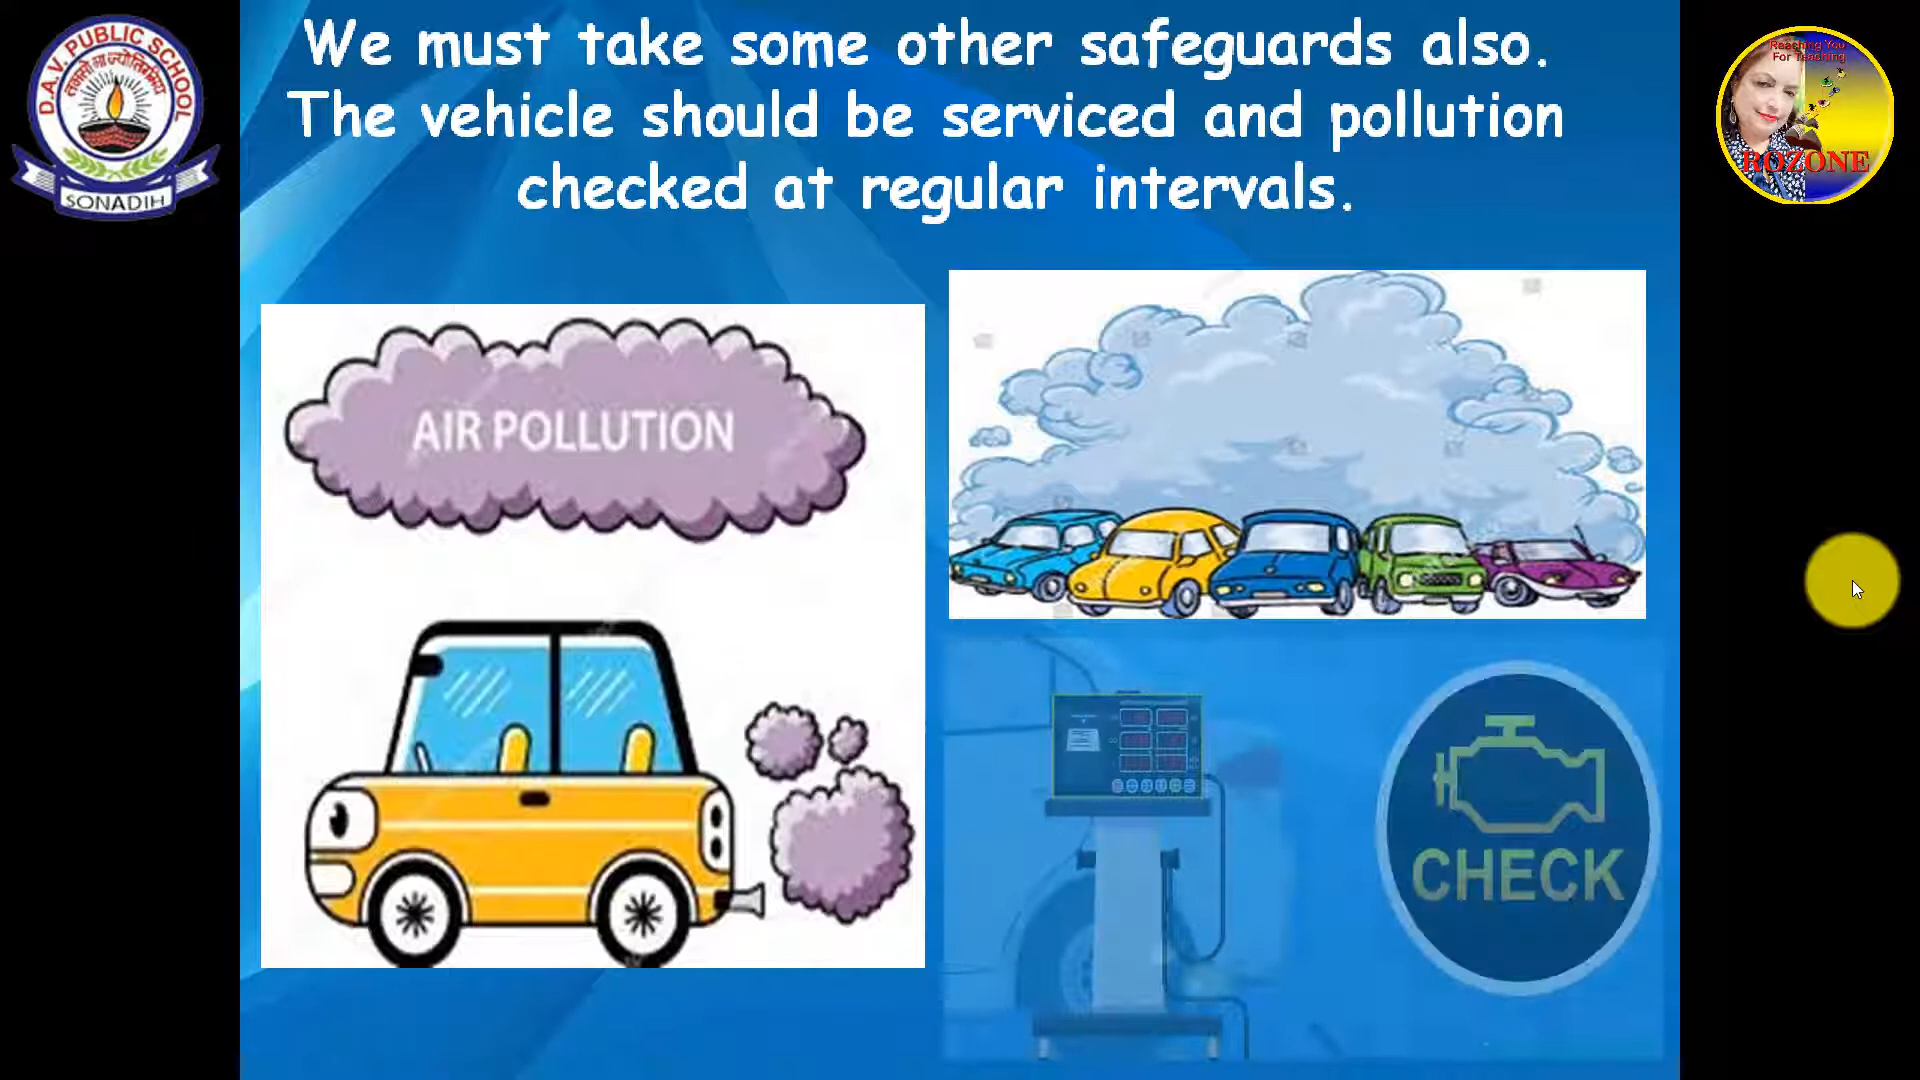 We must take some other safeguards also.
The vehicle should be serviced and pollution
checked at regular intervals.
D.A.V. PUBLIC SCHOOL
SONADIH
Reaching You
For Teaching
ROZONE
AIR POLLUTION
CHECK